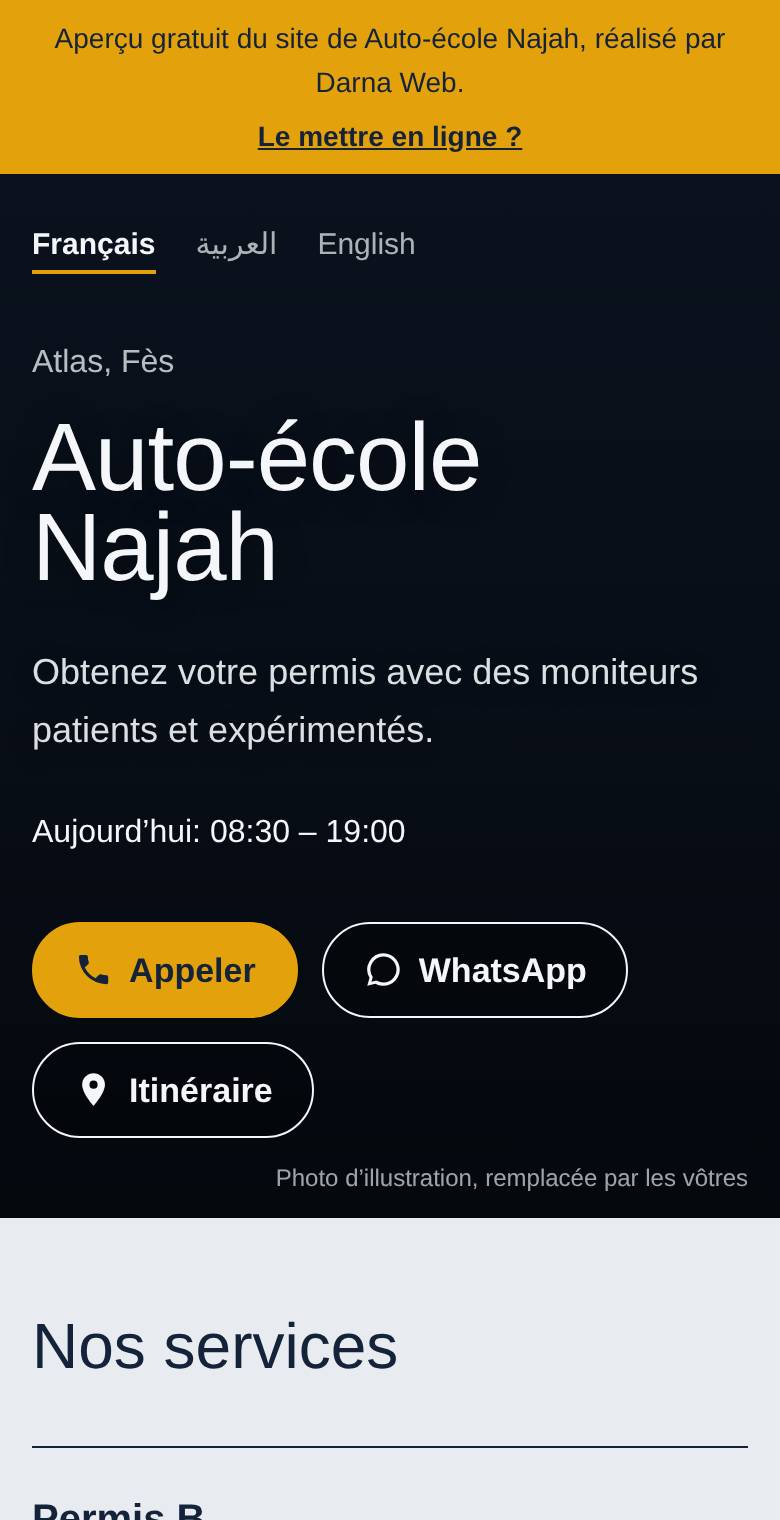 Aperçu gratuit du site de Auto-école Najah, réalisé par
Darna Web.
Le mettre en ligne ?
Français العربية English
Atlas, Fès
Auto-école
Najah
Obtenez votre permis avec des moniteurs
patients et expérimentés.
Aujourd’hui: 08:30 – 19:00
Appeler WhatsApp
Itinéraire
Photo d’illustration, remplacée par les vôtres
Nos services
Permis B